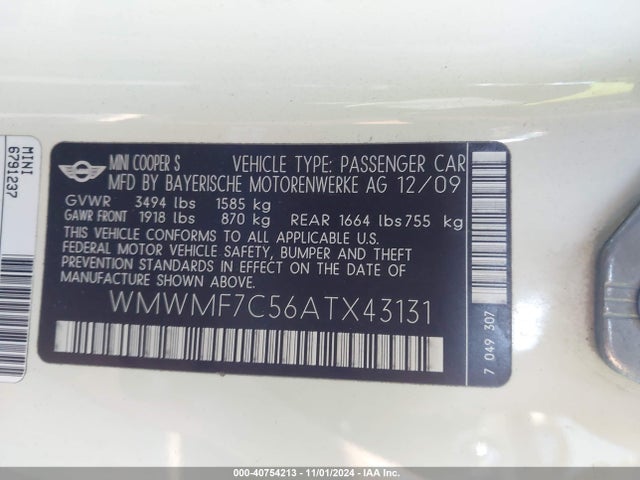 MINI
6791237
MINI COOPER S VEHICLE TYPE: PASSENGER CAR
MFD BY BAYERISCHE MOTORENWERKE AG 12/09
GVWR 3494 lbs 1585 kg
GAWR FRONT 1918 lbs 870 kg REAR 1664 lbs 755 kg
THIS VEHICLE CONFORMS TO ALL APPLICABLE U.S.
FEDERAL MOTOR VEHICLE SAFETY, BUMPER AND THEFT
PREVENTION STANDARDS IN EFFECT ON THE DATE OF
MANUFACTURE SHOWN ABOVE.
WMWMF7C56ATX43131
7 049 307
000-40754213 - 11/01/2024 - IAA Inc.